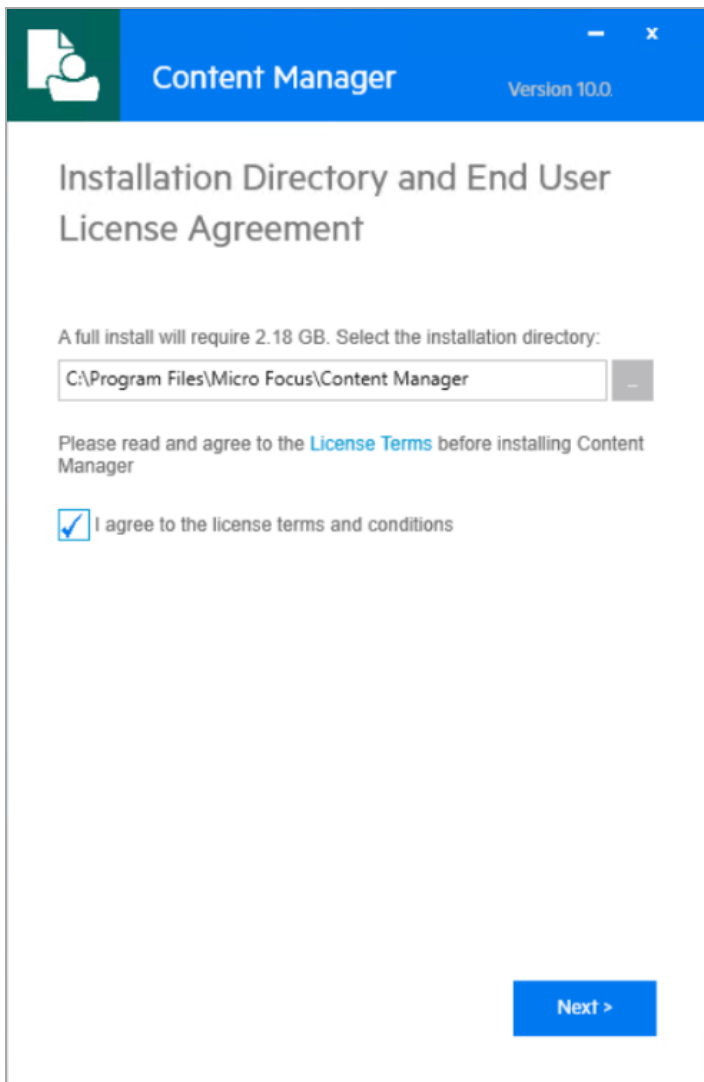 Content Manager
Version 10.0.
Installation Directory and End User
License Agreement
A full install will require 2.18 GB. Select the installation directory:
C:\Program Files\Micro Focus\Content Manager
...
Please read and agree to the License Terms before installing Content
Manager
I agree to the license terms and conditions
Next >